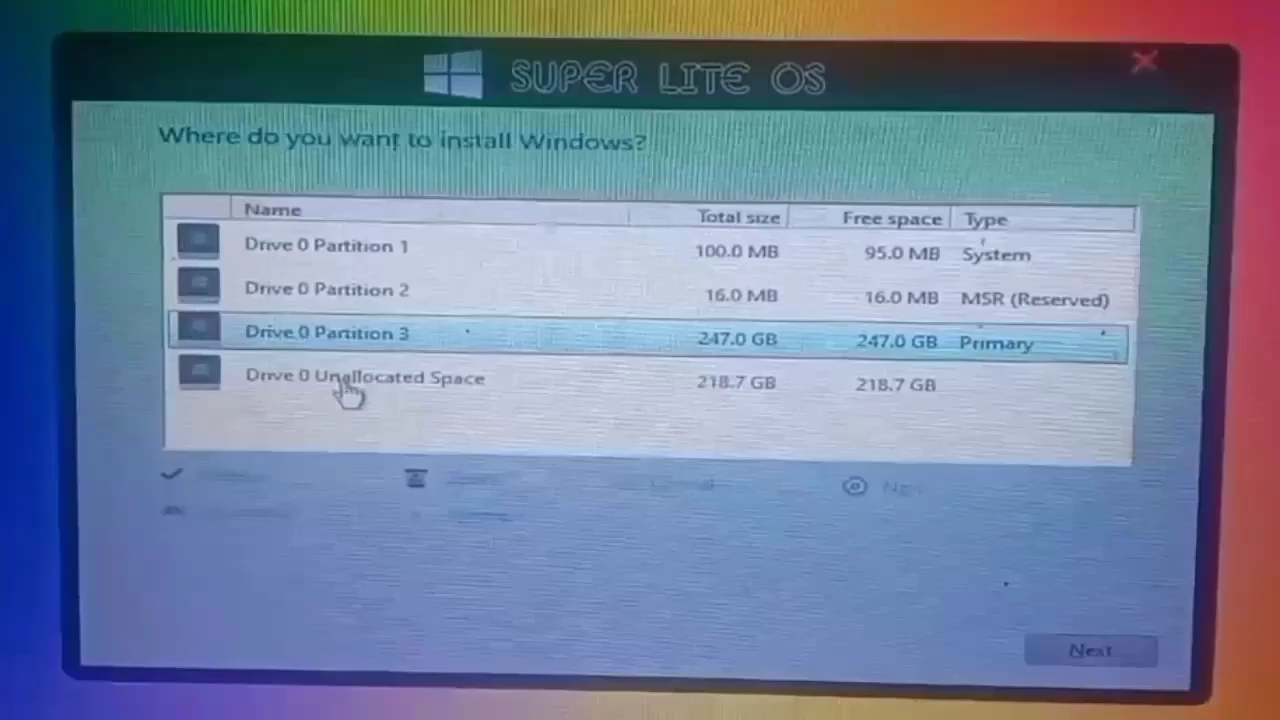 SUPER LITE OS
Where do you want to install Windows?
Name Total size Free space Type
Drive 0 Partition 1 100.0 MB 95.0 MB System
Drive 0 Partition 2 16.0 MB 16.0 MB MSR (Reserved)
Drive 0 Partition 3 247.0 GB 247.0 GB Primary
Drive 0 Unallocated Space 218.7 GB 218.7 GB
Next